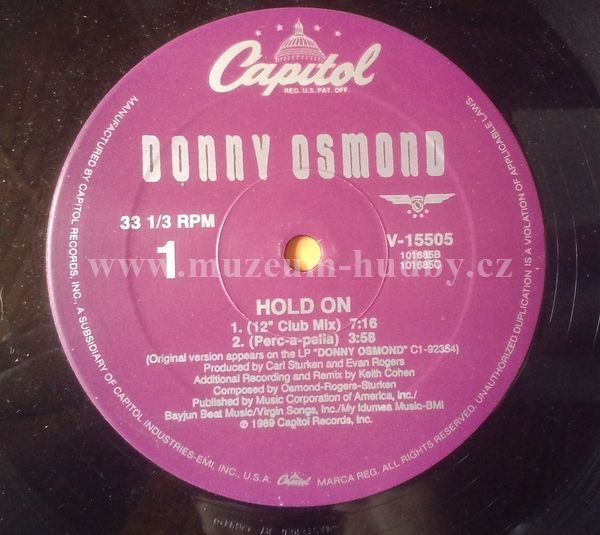 Capitol
REG. U.S. PAT. OFF.
DONNY OSMOND
33 1/3 RPM
1
V-15505
101685B
101685G
www.muzeum-hudby.cz
HOLD ON
1. (12" Club Mix) 7:16
2. (Perc-a-pella) 3:58
(Original version appears on the LP "DONNY OSMOND" C1-92354)
Produced by Carl Sturken and Evan Rogers
Additional Recording and Remix by Keith Cohen
Composed by Osmond-Rogers-Sturken
Published by Music Corporation of America, Inc./
Bayjun Beat Music/Virgin Songs, Inc./My Idumea Music-BMI
℗ 1989 Capitol Records, Inc.
MANUFACTURED BY CAPITOL RECORDS, INC., A SUBSIDIARY OF CAPITOL INDUSTRIES-EMI, INC., U.S.A. Capitol MARCA REG. ALL RIGHTS RESERVED. UNAUTHORIZED DUPLICATION IS A VIOLATION OF APPLICABLE LAWS.